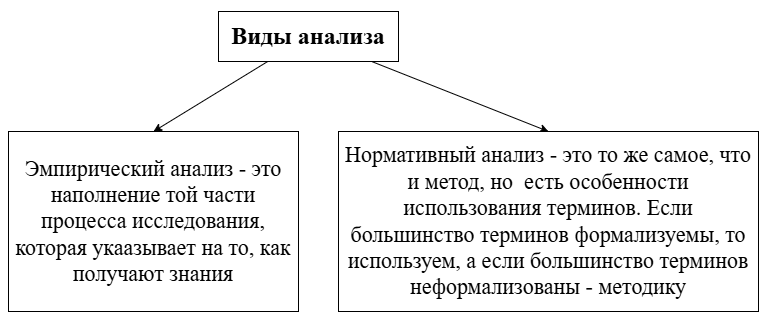 Виды анализа
Эмпирический анализ - это
наполнение той части
процесса исследования,
которая укаазывает на то, как
получают знания
Нормативный анализ - это то же самое, что
и метод, но есть особенности
использования терминов. Если
большинство терминов формализуемы, то
используем, а если большинство терминов
неформализованы - методику